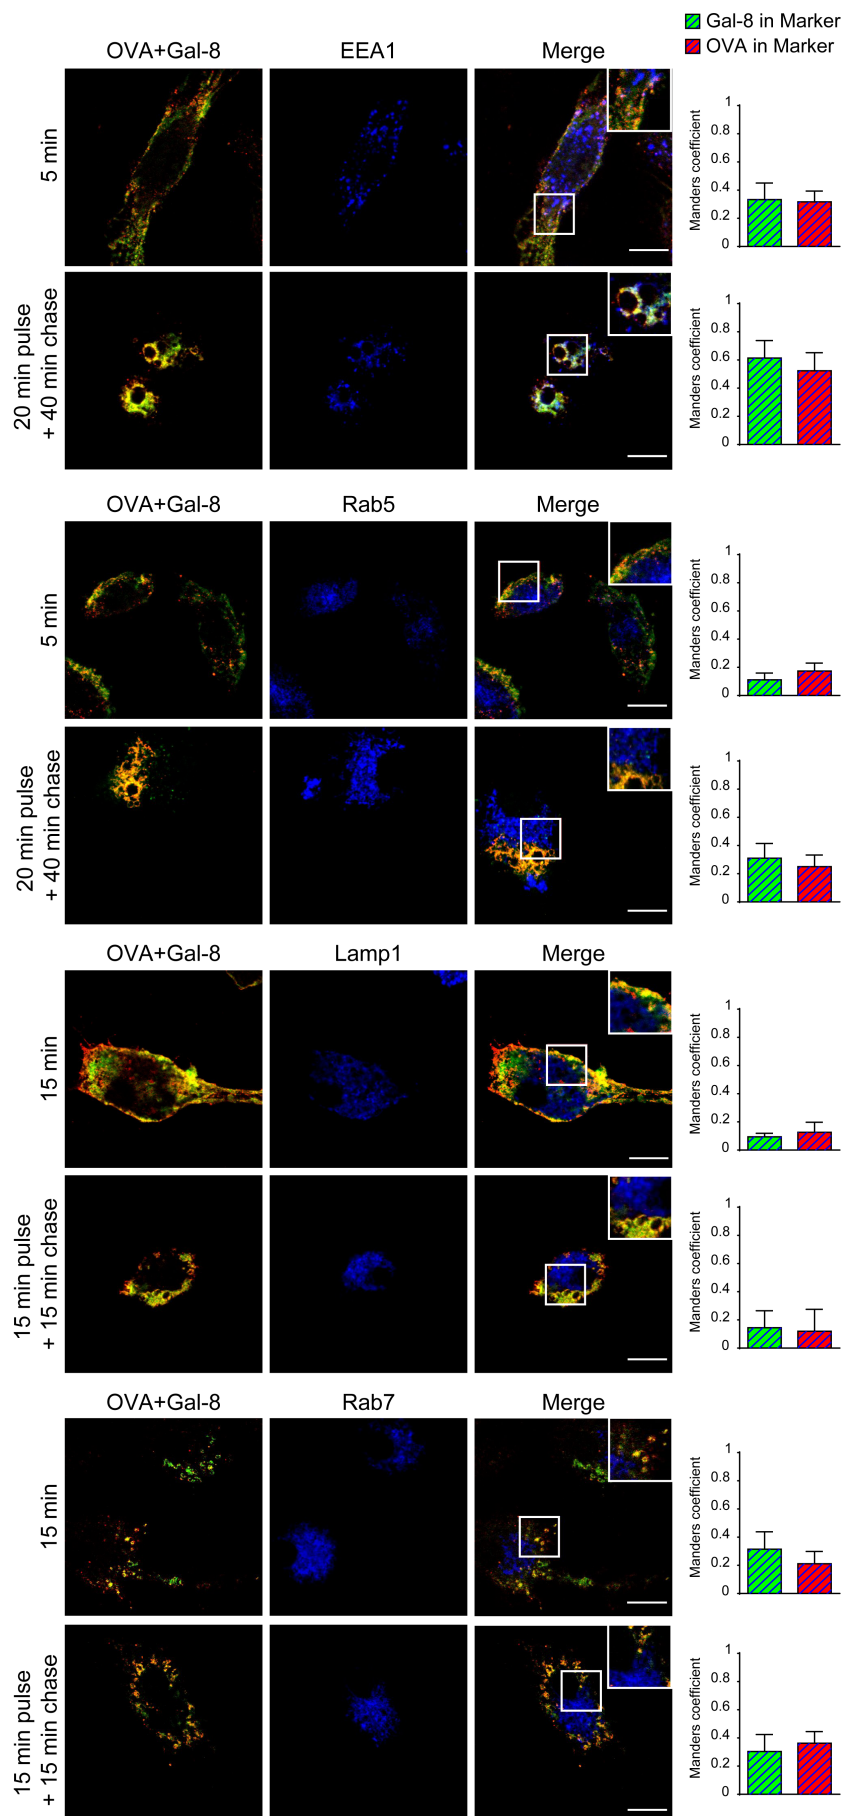 Gal-8 in Marker
OVA in Marker
OVA+Gal-8 EEA1 Merge
5 min
Manders coefficient
1
0.8
0.6
0.4
0.2
0
20 min pulse
+ 40 min chase
Manders coefficient
1
0.8
0.6
0.4
0.2
0
OVA+Gal-8 Rab5 Merge
5 min
Manders coefficient
1
0.8
0.6
0.4
0.2
0
20 min pulse
+ 40 min chase
Manders coefficient
1
0.8
0.6
0.4
0.2
0
OVA+Gal-8 Lamp1 Merge
15 min
Manders coefficient
1
0.8
0.6
0.4
0.2
0
15 min pulse
+ 15 min chase
Manders coefficient
1
0.8
0.6
0.4
0.2
0
OVA+Gal-8 Rab7 Merge
15 min
Manders coefficient
1
0.8
0.6
0.4
0.2
0
15 min pulse
+ 15 min chase
Manders coefficient
1
0.8
0.6
0.4
0.2
0